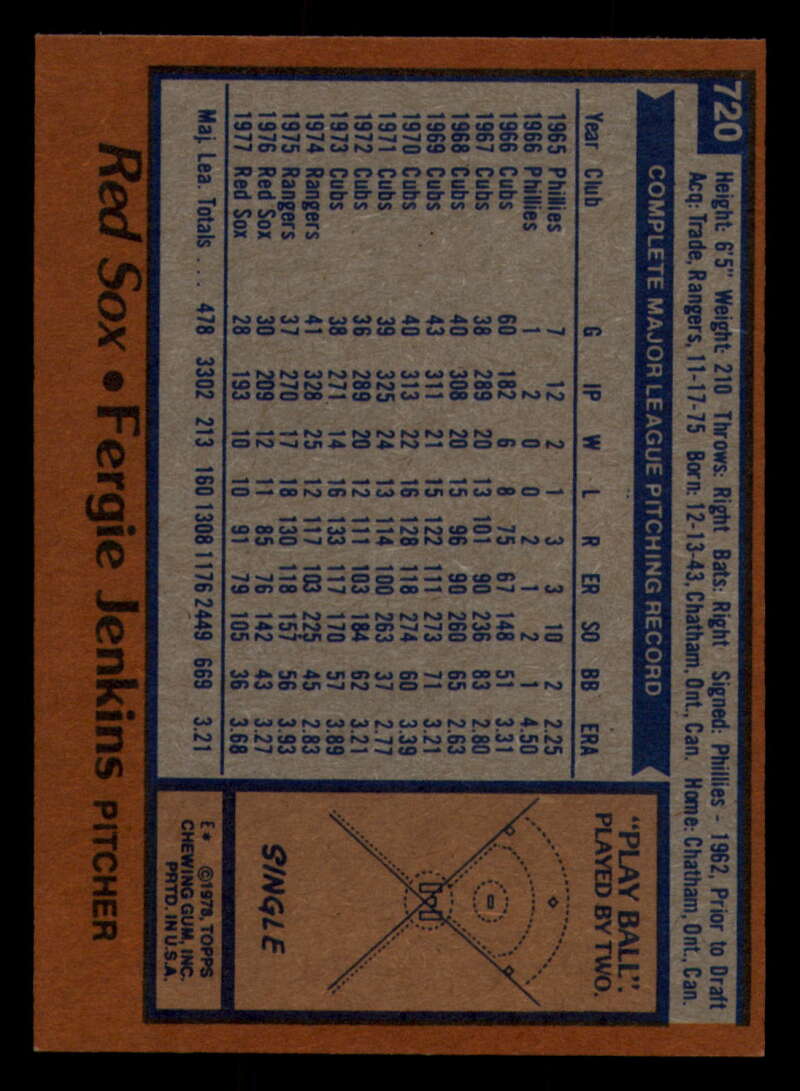 720
Height: 6'5" Weight: 210 Throws: Right Bats: Right Signed: Phillies - 1962, Prior to Draft
Acq: Trade, Rangers, 11-17-75 Born: 12-13-43, Chatham, Ont., Can. Home: Chatham, Ont., Can.
COMPLETE MAJOR LEAGUE PITCHING RECORD
Year Club G IP W L R ER SO BB ERA
1965 Phillies 7 12 2 1 3 3 10 2 2.25
1966 Phillies 1 2 0 0 2 1 2 1 4.50
1966 Cubs 60 182 6 8 75 67 148 51 3.31
1967 Cubs 38 289 20 13 101 90 236 83 2.80
1968 Cubs 40 308 20 15 96 90 260 65 2.63
1969 Cubs 43 311 21 15 122 111 273 71 3.21
1970 Cubs 40 313 22 16 128 118 274 60 3.39
1971 Cubs 39 325 24 13 114 100 263 37 2.77
1972 Cubs 36 289 20 12 111 103 184 62 3.21
1973 Cubs 38 271 14 16 133 117 170 57 3.89
1974 Rangers 41 328 25 12 117 103 225 45 2.83
1975 Rangers 37 270 17 18 130 118 157 56 3.93
1976 Red Sox 30 209 12 11 85 76 142 43 3.27
1977 Red Sox 28 193 10 10 91 79 105 36 3.68
Maj. Lea. Totals . . . 478 3302 213 160 1308 1176 2449 669 3.21
"PLAY BALL":
PLAYED BY TWO.
SINGLE
E* ©1978, TOPPS
CHEWING GUM, INC.
PRTD. IN U.S.A.
Red Sox • Fergie Jenkins PITCHER